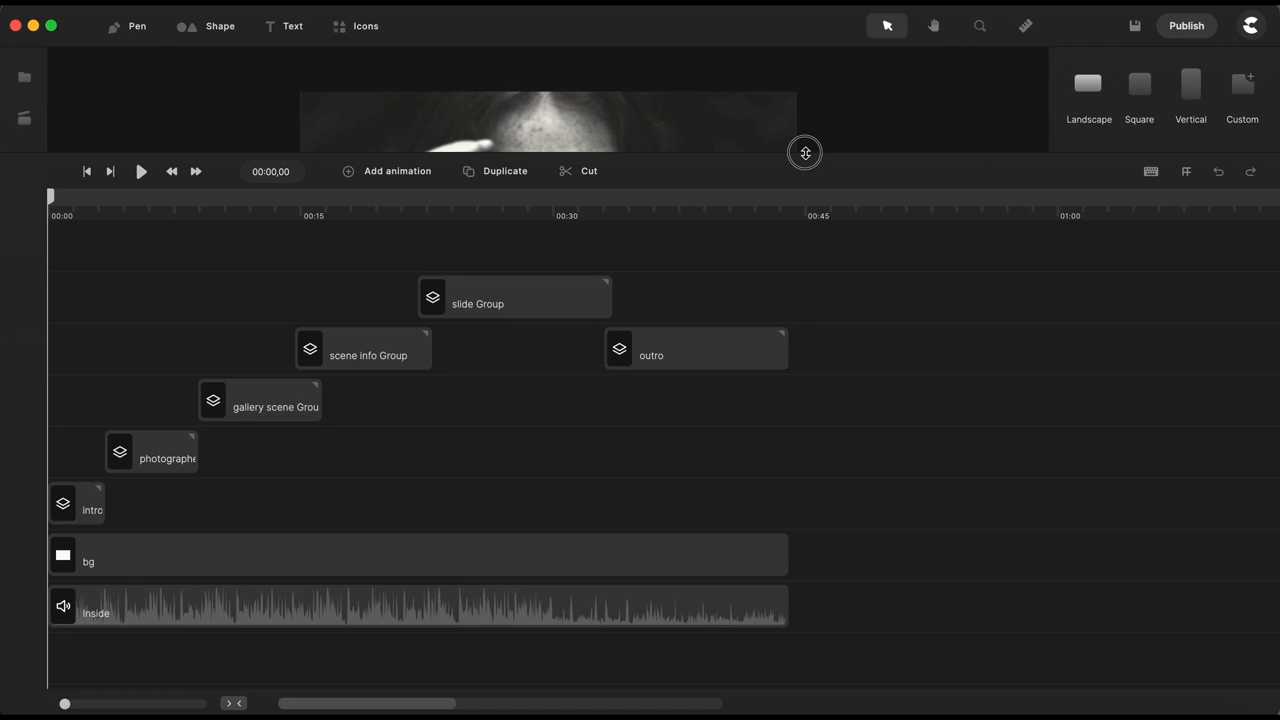 Pen Shape Text Icons Publish
Landscape Square Vertical Custom
00:00,00 Add animation Duplicate Cut
00:00 00:15 00:30 00:45 01:00
slide Group
scene info Group outro
gallery scene Grou
photographe
intro
bg
Inside